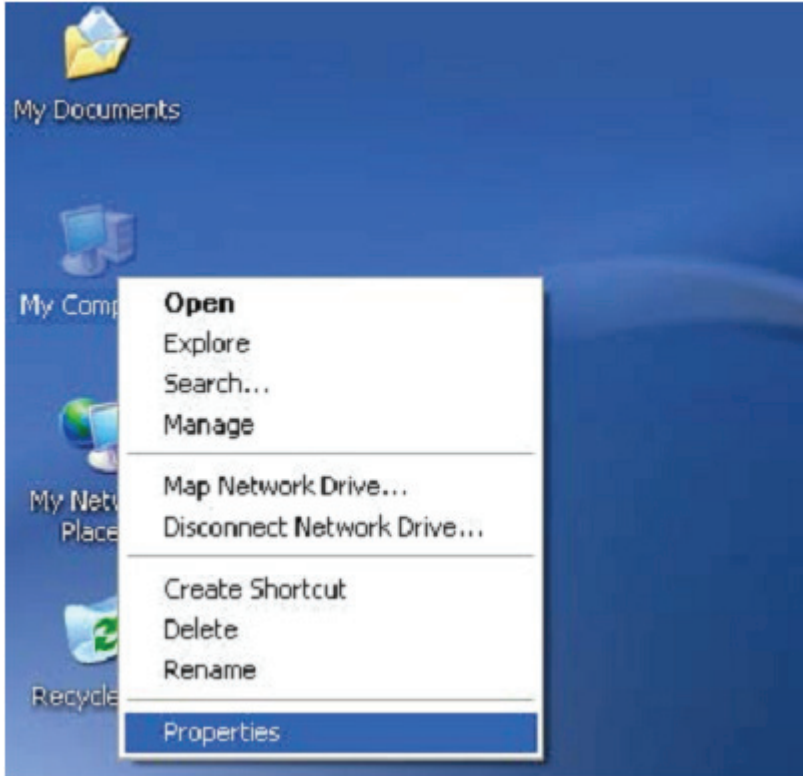 My Documents
My Comp
Open
Explore
Search...
Manage
My Netw
Place
Map Network Drive...
Disconnect Network Drive...
Create Shortcut
Delete
Rename
Recycle
Properties